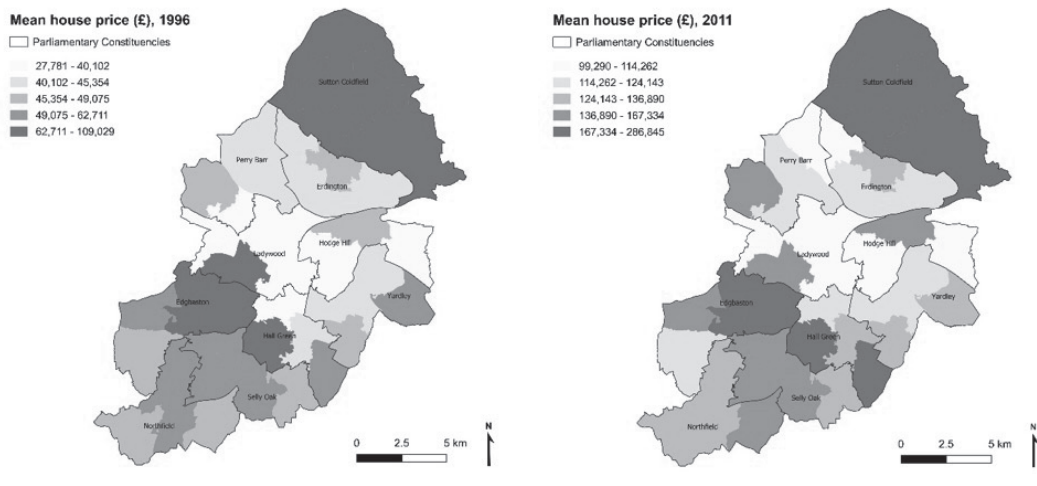 Mean house price (£), 1996
Parliamentary Constituencies
27,781 - 40,102
40,102 - 45,354
45,354 - 49,075
49,075 - 62,711
62,711 - 109,029
Sutton Coldfield
Perry Barr
Erdington
Ladywood
Hodge Hill
Edgbaston
Yardley
Hall Green
Selly Oak
Northfield
0 2.5 5 km
N
Mean house price (£), 2011
Parliamentary Constituencies
99,290 - 114,262
114,262 - 124,143
124,143 - 136,890
136,890 - 167,334
167,334 - 286,845
Sutton Coldfield
Perry Barr
Erdington
Ladywood
Hodge Hill
Edgbaston
Yardley
Hall Green
Selly Oak
Northfield
0 2.5 5 km
N